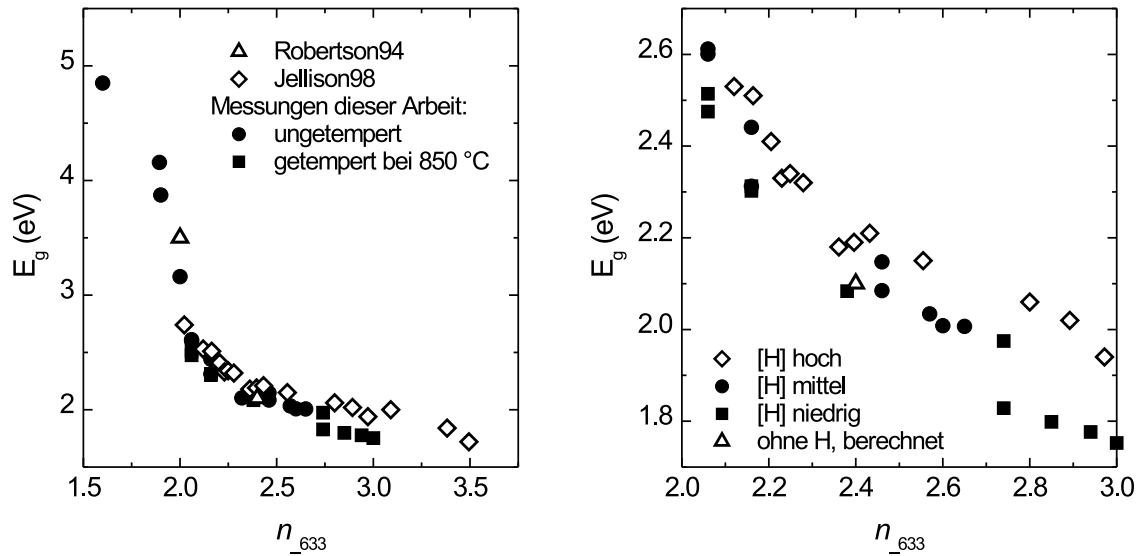 5
4
3
2
E_g (eV)
1.5 2.0 2.5 3.0 3.5
n_633
Robertson94
Jellison98
Messungen dieser Arbeit:
ungetempert
getempert bei 850 °C
2.6
2.4
2.2
2.0
1.8
E_g (eV)
2.0 2.2 2.4 2.6 2.8 3.0
n_633
[H] hoch
[H] mittel
[H] niedrig
ohne H, berechnet